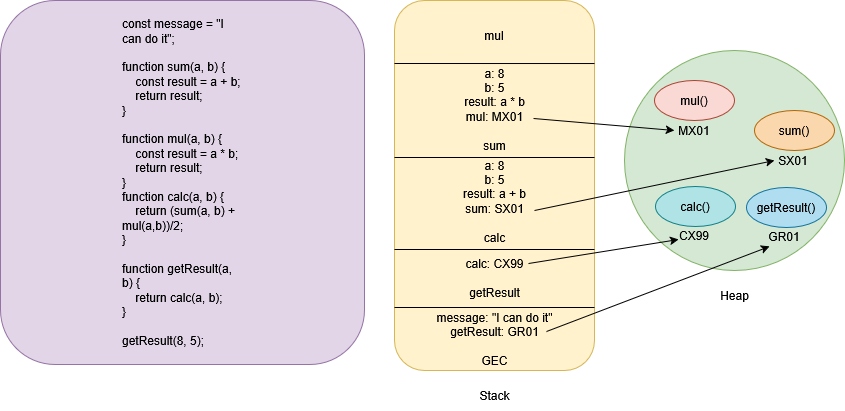 const message = "I
can do it";
function sum(a, b) {
    const result = a + b;
    return result;
}
function mul(a, b) {
    const result = a * b;
    return result;
}
function calc(a, b) {
    return (sum(a, b) +
mul(a,b))/2;
}
function getResult(a,
b) {
    return calc(a, b);
}
getResult(8, 5);
mul
a: 8
b: 5
result: a * b
mul: MX01
sum
a: 8
b: 5
result: a + b
sum: SX01
calc
calc: CX99
getResult
message: "I can do it"
getResult: GR01
GEC
Stack
mul()
MX01
sum()
SX01
calc()
CX99
getResult()
GR01
Heap